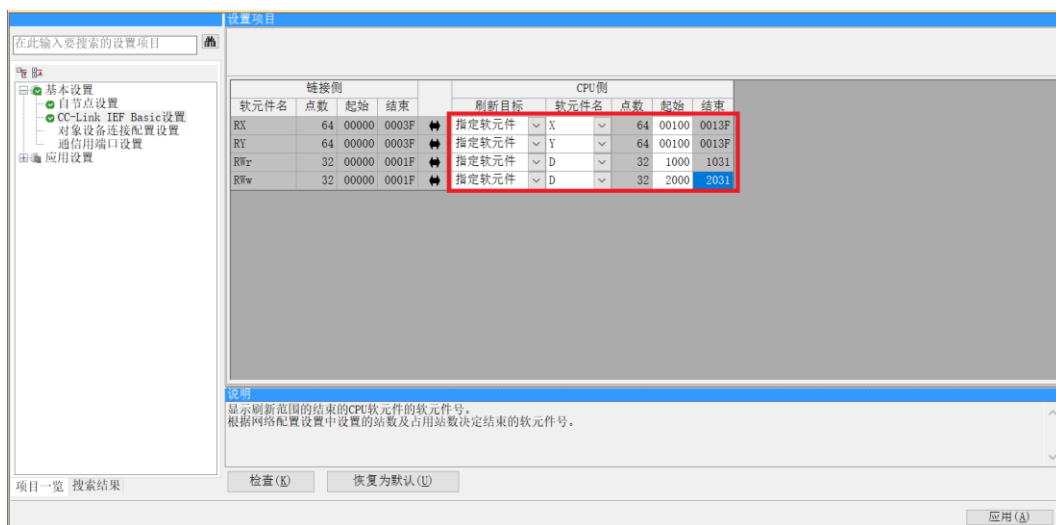 设置项目
在此输入要搜索的设置项目
基本设置
自节点设置
CC-Link IEF Basic设置
对象设备连接配置设置
通信用端口设置
应用设置
链接侧 CPU侧
软元件名 点数 起始 结束 刷新目标 软元件名 点数 起始 结束
RX 64 00000 0003F 指定软元件 X 64 00100 0013F
RY 64 00000 0003F 指定软元件 Y 64 00100 0013F
RWr 32 00000 0001F 指定软元件 D 32 1000 1031
RWw 32 00000 0001F 指定软元件 D 32 2000 2031
说明
显示刷新范围的结束的CPU软元件的软元件号。
根据网络配置设置中设置的站数及占用站数决定结束的软元件号。
项目一览 搜索结果
检查(K) 恢复为默认(U)
应用(A)